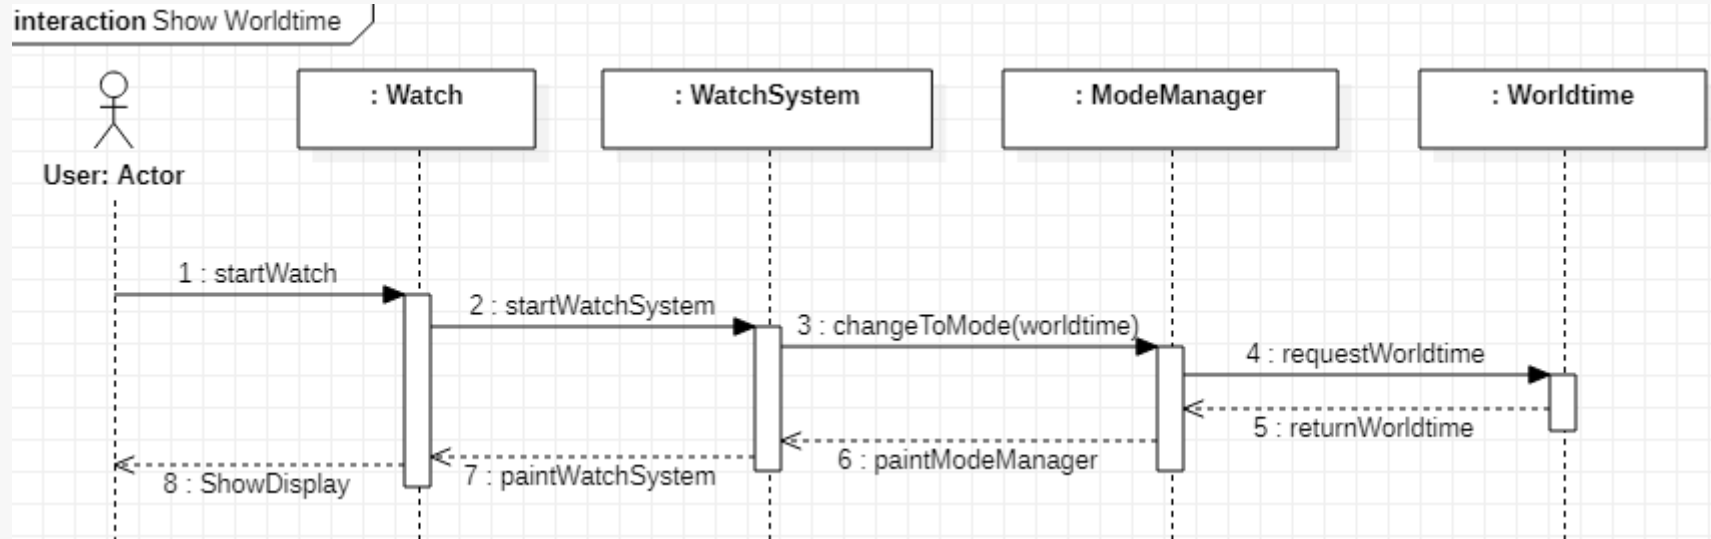 interaction Show Worldtime
: Watch
: WatchSystem
: ModeManager
: Worldtime
User: Actor
1 : startWatch
2 : startWatchSystem
3 : changeToMode(worldtime)
4 : requestWorldtime
5 : returnWorldtime
6 : paintModeManager
7 : paintWatchSystem
8 : ShowDisplay